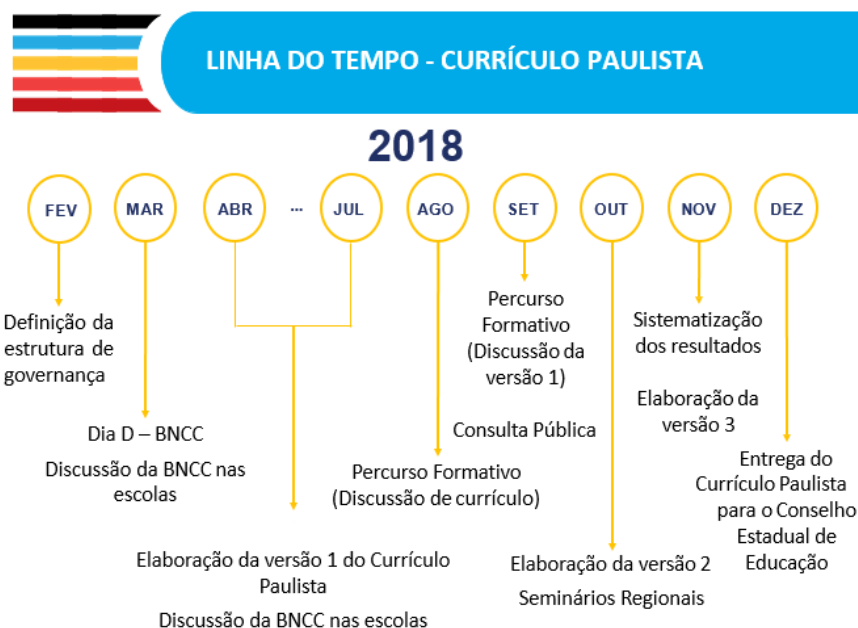 LINHA DO TEMPO - CURRÍCULO PAULISTA
2018
FEV
MAR
ABR
...
JUL
AGO
SET
OUT
NOV
DEZ
Definição da
estrutura de
governança
Dia D – BNCC
Discussão da BNCC nas
escolas
Elaboração da versão 1 do Currículo
Paulista
Discussão da BNCC nas escolas
Percurso Formativo
(Discussão de currículo)
Percurso
Formativo
(Discussão da
versão 1)
Consulta Pública
Elaboração da versão 2
Seminários Regionais
Sistematização
dos resultados
Elaboração da
versão 3
Entrega do
Currículo Paulista
para o Conselho
Estadual de
Educação